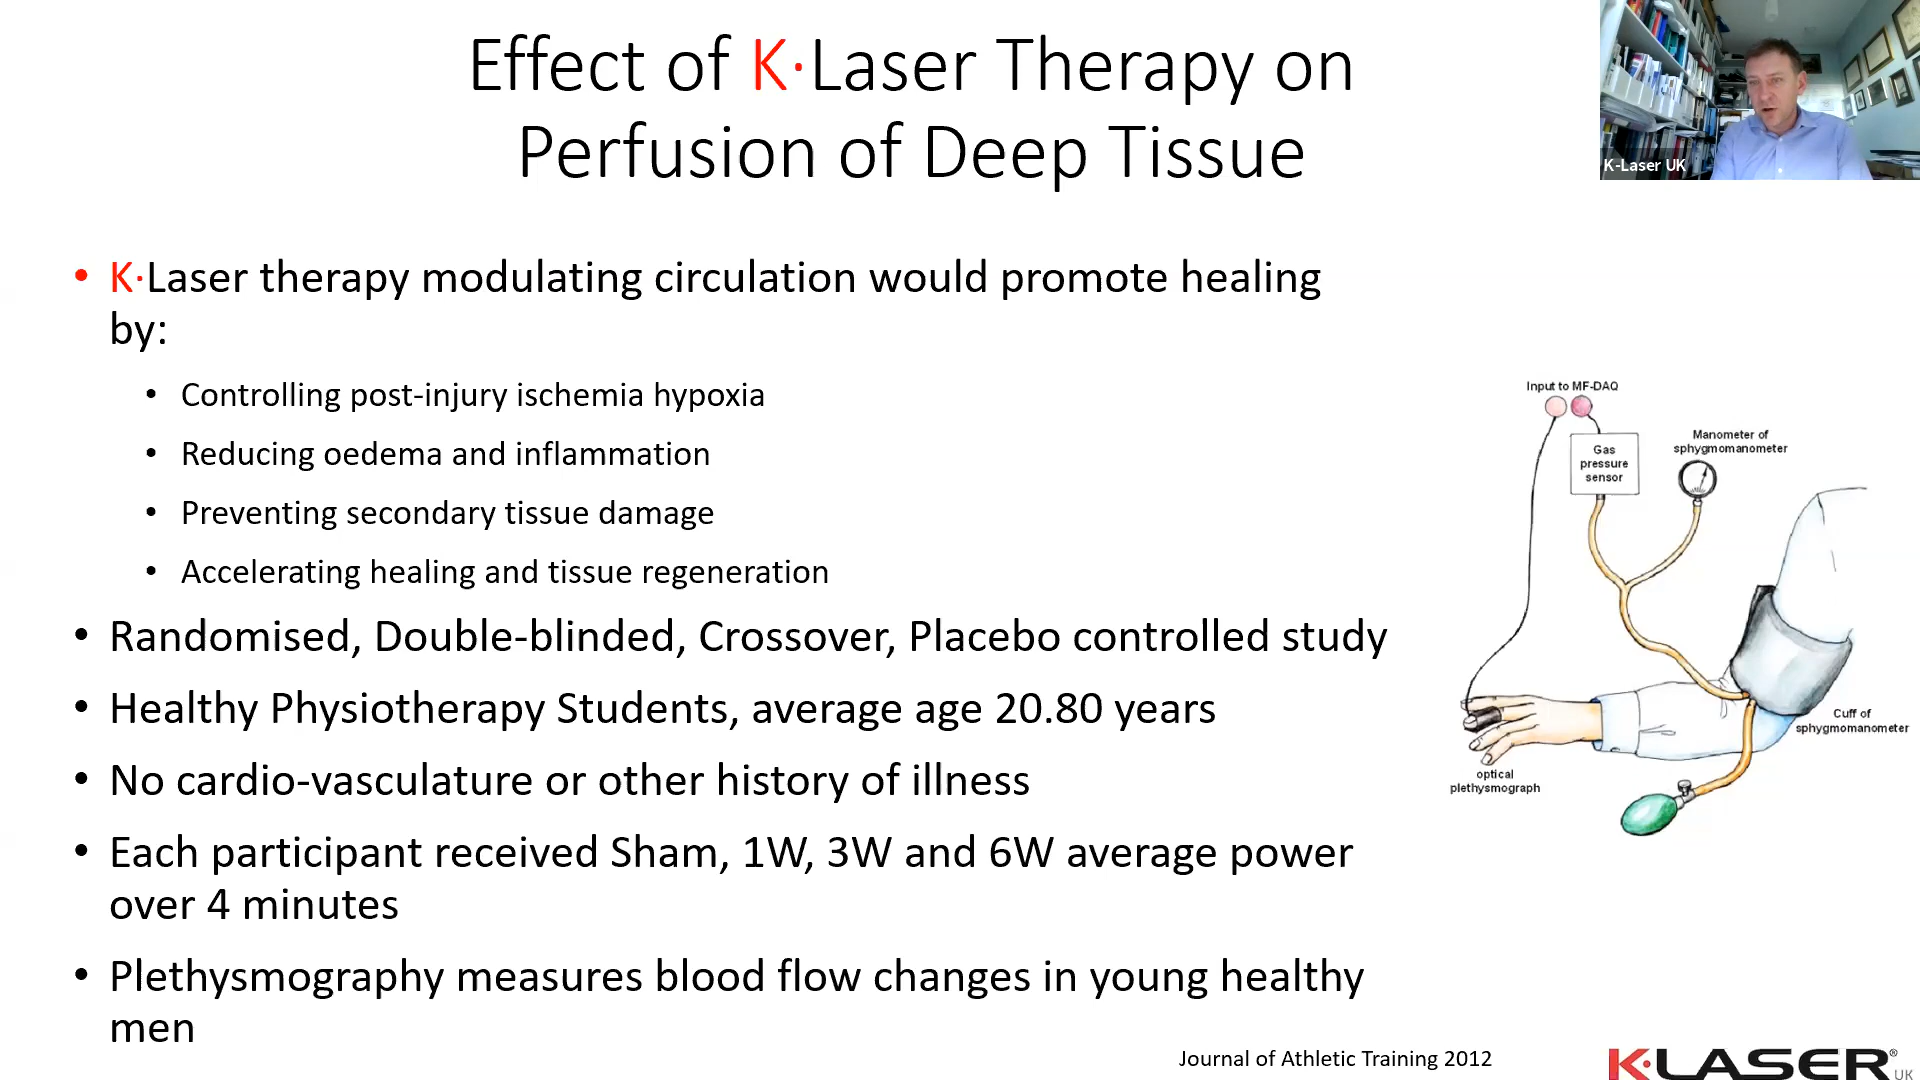 Effect of K·Laser Therapy on
Perfusion of Deep Tissue
K-Laser UK
• K·Laser therapy modulating circulation would promote healing
by:
• Controlling post-injury ischemia hypoxia
• Reducing oedema and inflammation
• Preventing secondary tissue damage
• Accelerating healing and tissue regeneration
• Randomised, Double-blinded, Crossover, Placebo controlled study
• Healthy Physiotherapy Students, average age 20.80 years
• No cardio-vasculature or other history of illness
• Each participant received Sham, 1W, 3W and 6W average power
over 4 minutes
• Plethysmography measures blood flow changes in young healthy
men
Input to MF-DAQ
Gas
pressure
sensor
Manometer of
sphygmomanometer
Cuff of
sphygmomanometer
optical
plethysmograph
Journal of Athletic Training 2012
K·LASER®
UK